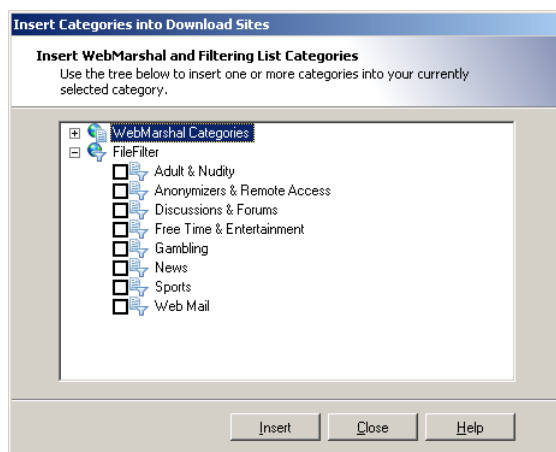 Insert Categories into Download Sites
Insert WebMarshal and Filtering List Categories
Use the tree below to insert one or more categories into your currently
selected category.
WebMarshal Categories
FileFilter
Adult & Nudity
Anonymizers & Remote Access
Discussions & Forums
Free Time & Entertainment
Gambling
News
Sports
Web Mail
Insert Close Help